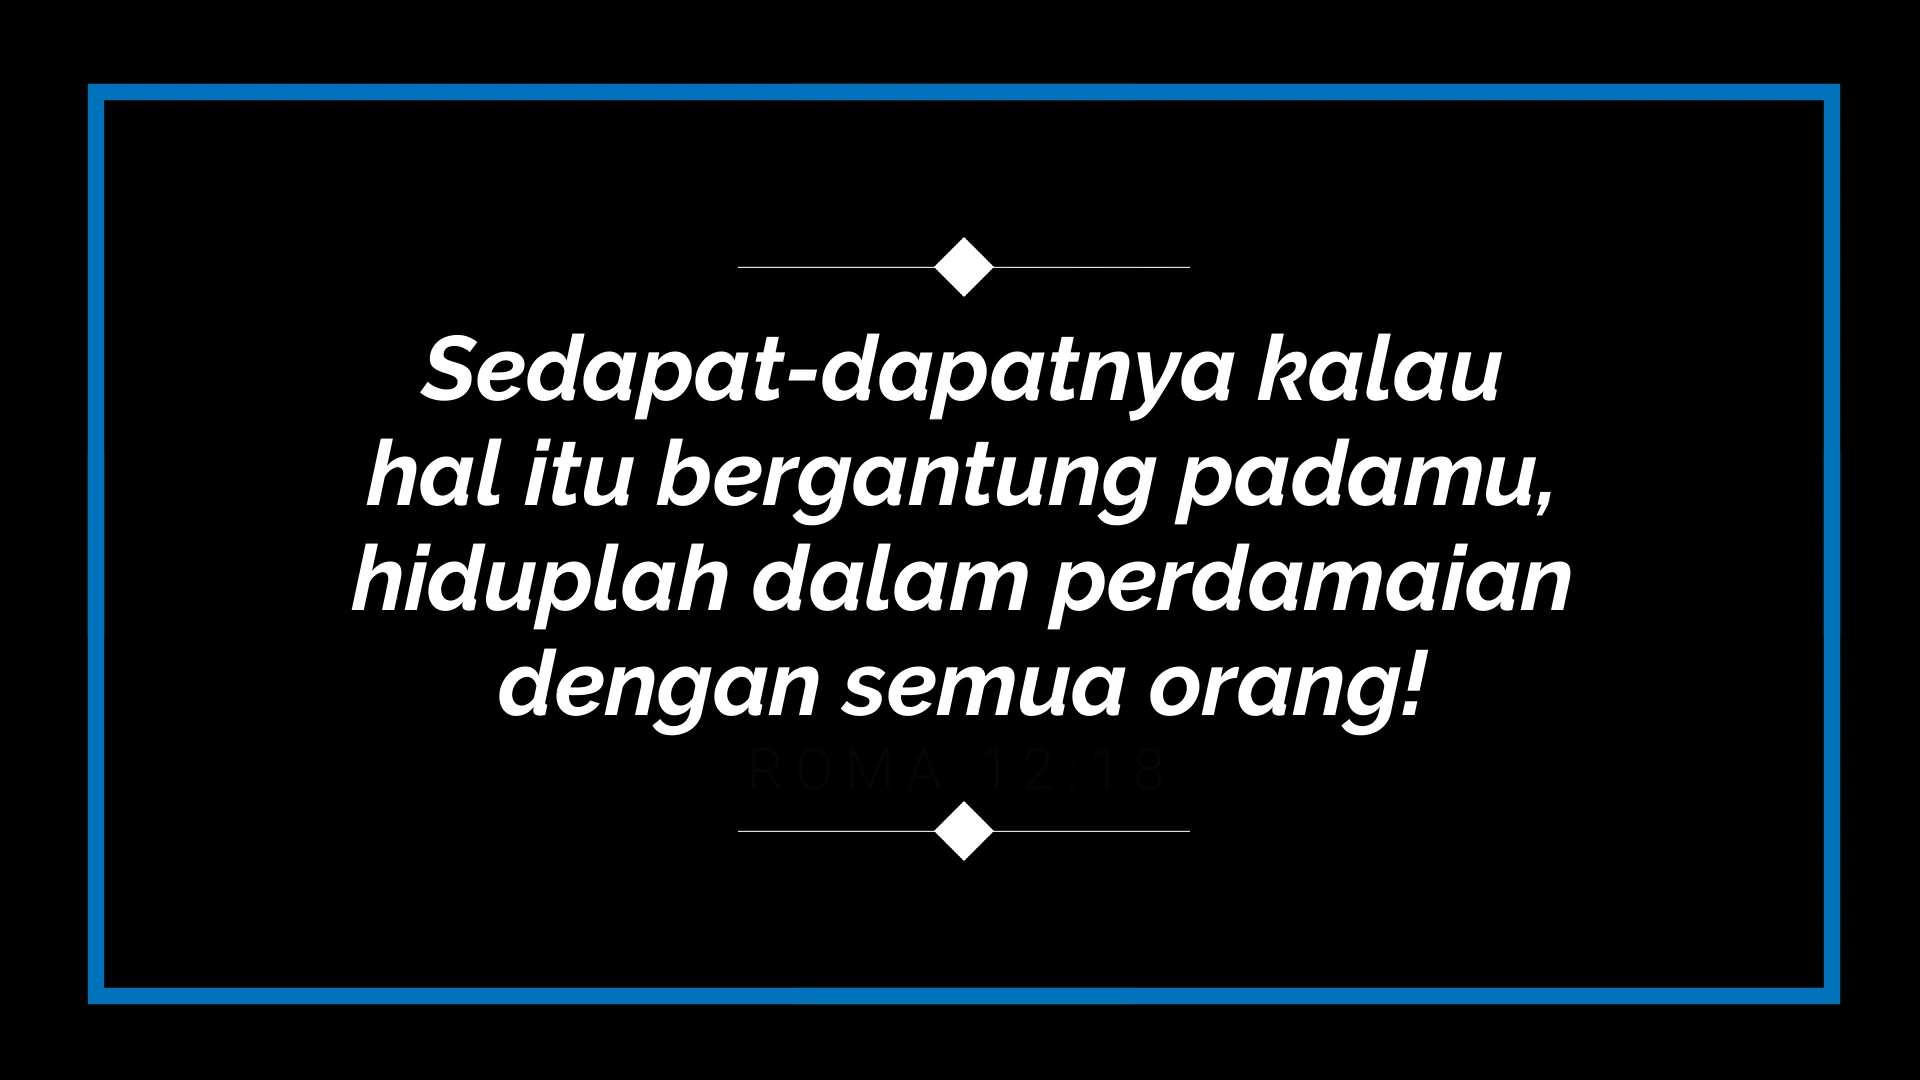 Sedapat-dapatnya kalau
hal itu bergantung padamu,
hiduplah dalam perdamaian
dengan semua orang!
ROMA 12:18